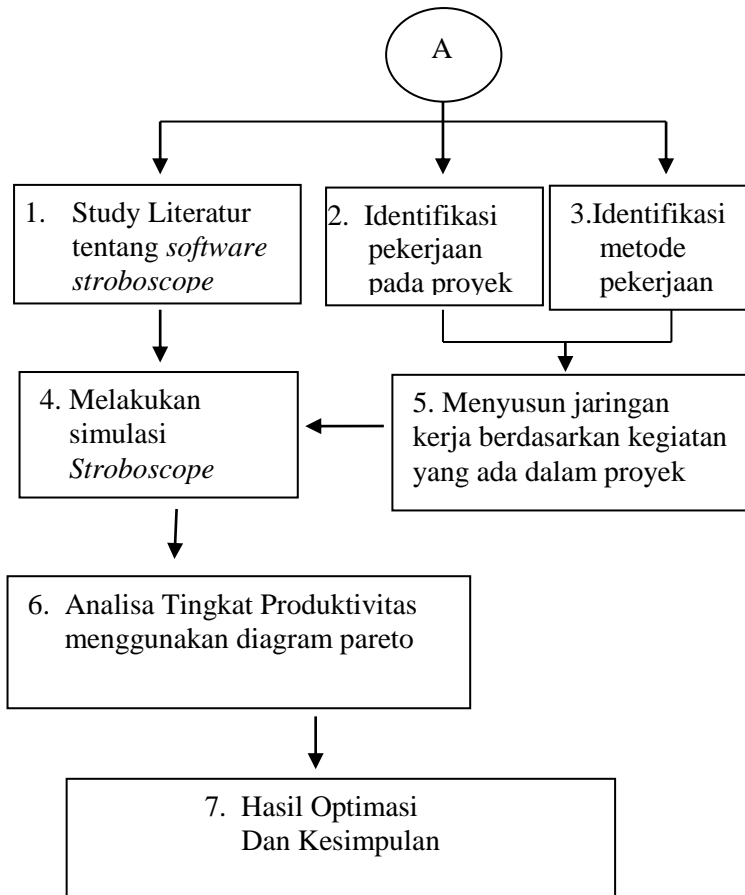 A
1. Study Literatur
tentang software
stroboscope
2. Identifikasi
pekerjaan
pada proyek
3.Identifikasi
metode
pekerjaan
4. Melakukan
simulasi
Stroboscope
5. Menyusun jaringan
kerja berdasarkan kegiatan
yang ada dalam proyek
6. Analisa Tingkat Produktivitas
menggunakan diagram pareto
7. Hasil Optimasi
Dan Kesimpulan